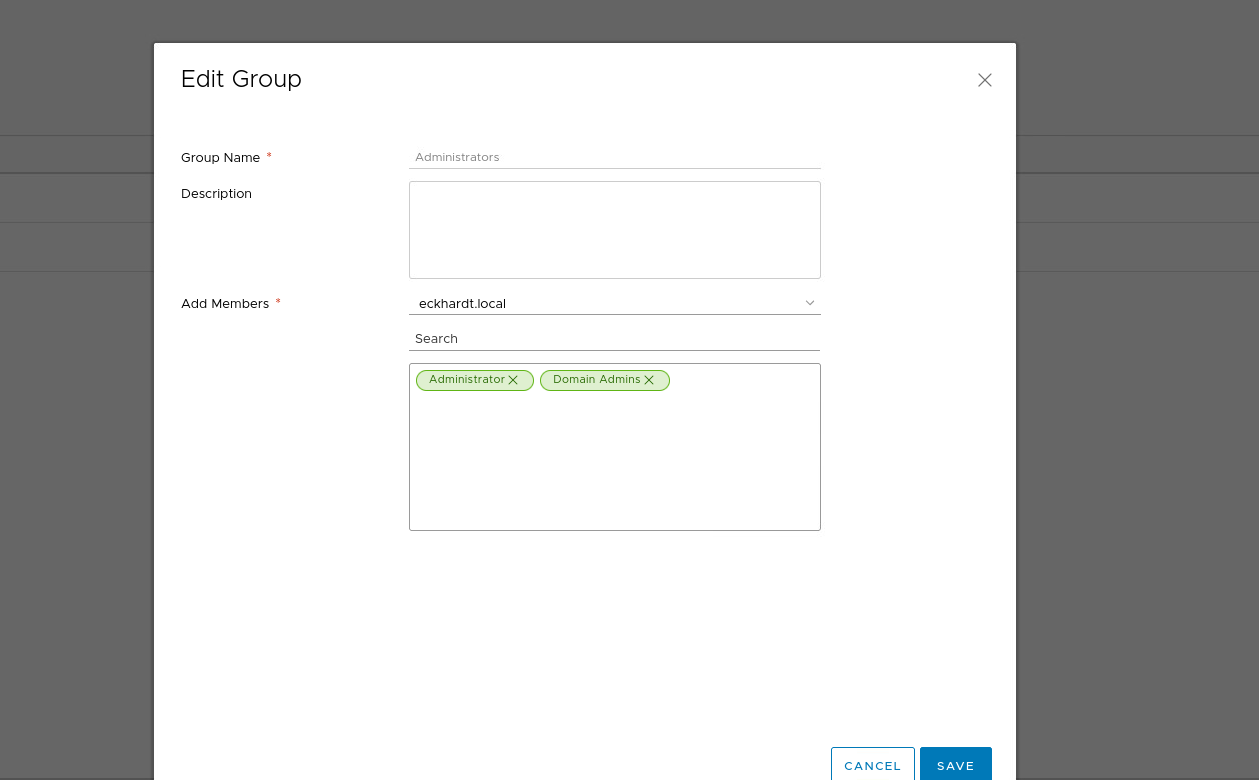 Edit Group
Group Name *
Administrators
Description
Add Members *
eckhardt.local
Search
Administrator Domain Admins
CANCEL SAVE